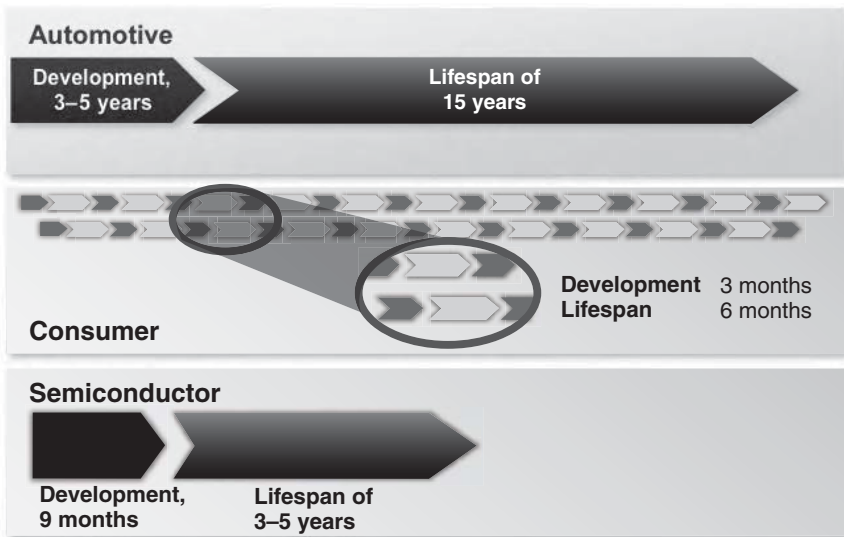 Automotive
Development,
3–5 years
Lifespan of
15 years
Development 3 months
Lifespan 6 months
Consumer
Semiconductor
Development,
9 months
Lifespan of
3–5 years